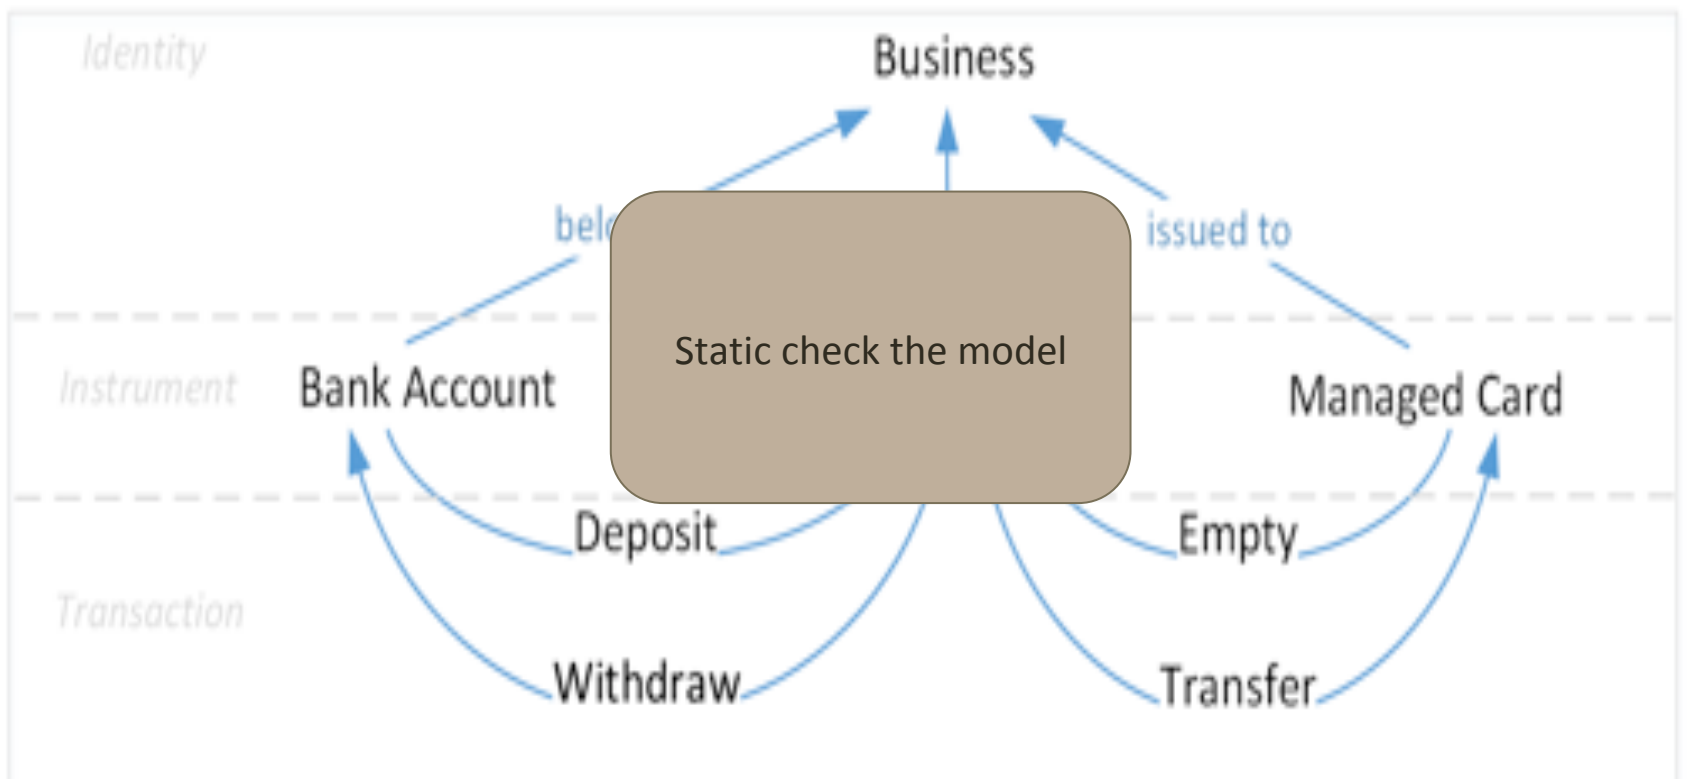 Identity
Business
issued to
Static check the model
Instrument
Bank Account
Managed Card
Deposit
Empty
Transaction
Withdraw
Transfer